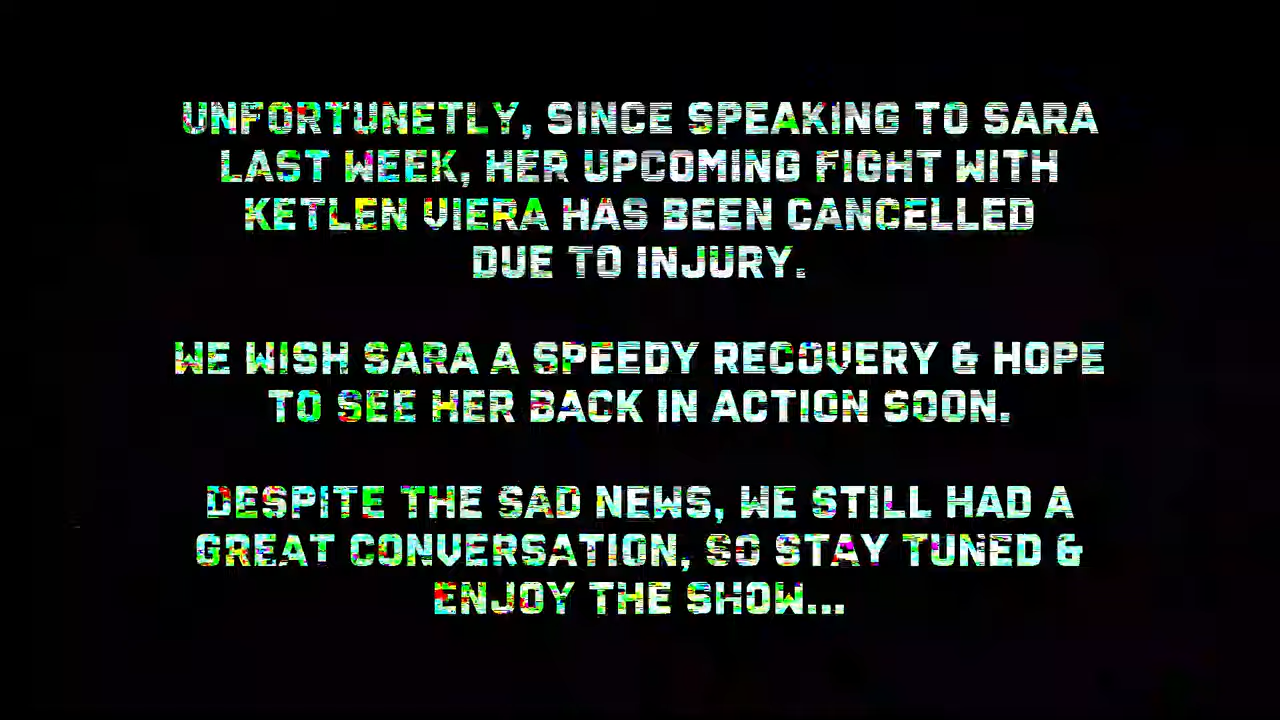 UNFORTUNETLY, SINCE SPEAKING TO SARA
LAST WEEK, HER UPCOMING FIGHT WITH
KETLEN VIERA HAS BEEN CANCELLED
DUE TO INJURY.
WE WISH SARA A SPEEDY RECOVERY & HOPE
TO SEE HER BACK IN ACTION SOON.
DESPITE THE SAD NEWS, WE STILL HAD A
GREAT CONVERSATION, SO STAY TUNED &
ENJOY THE SHOW...